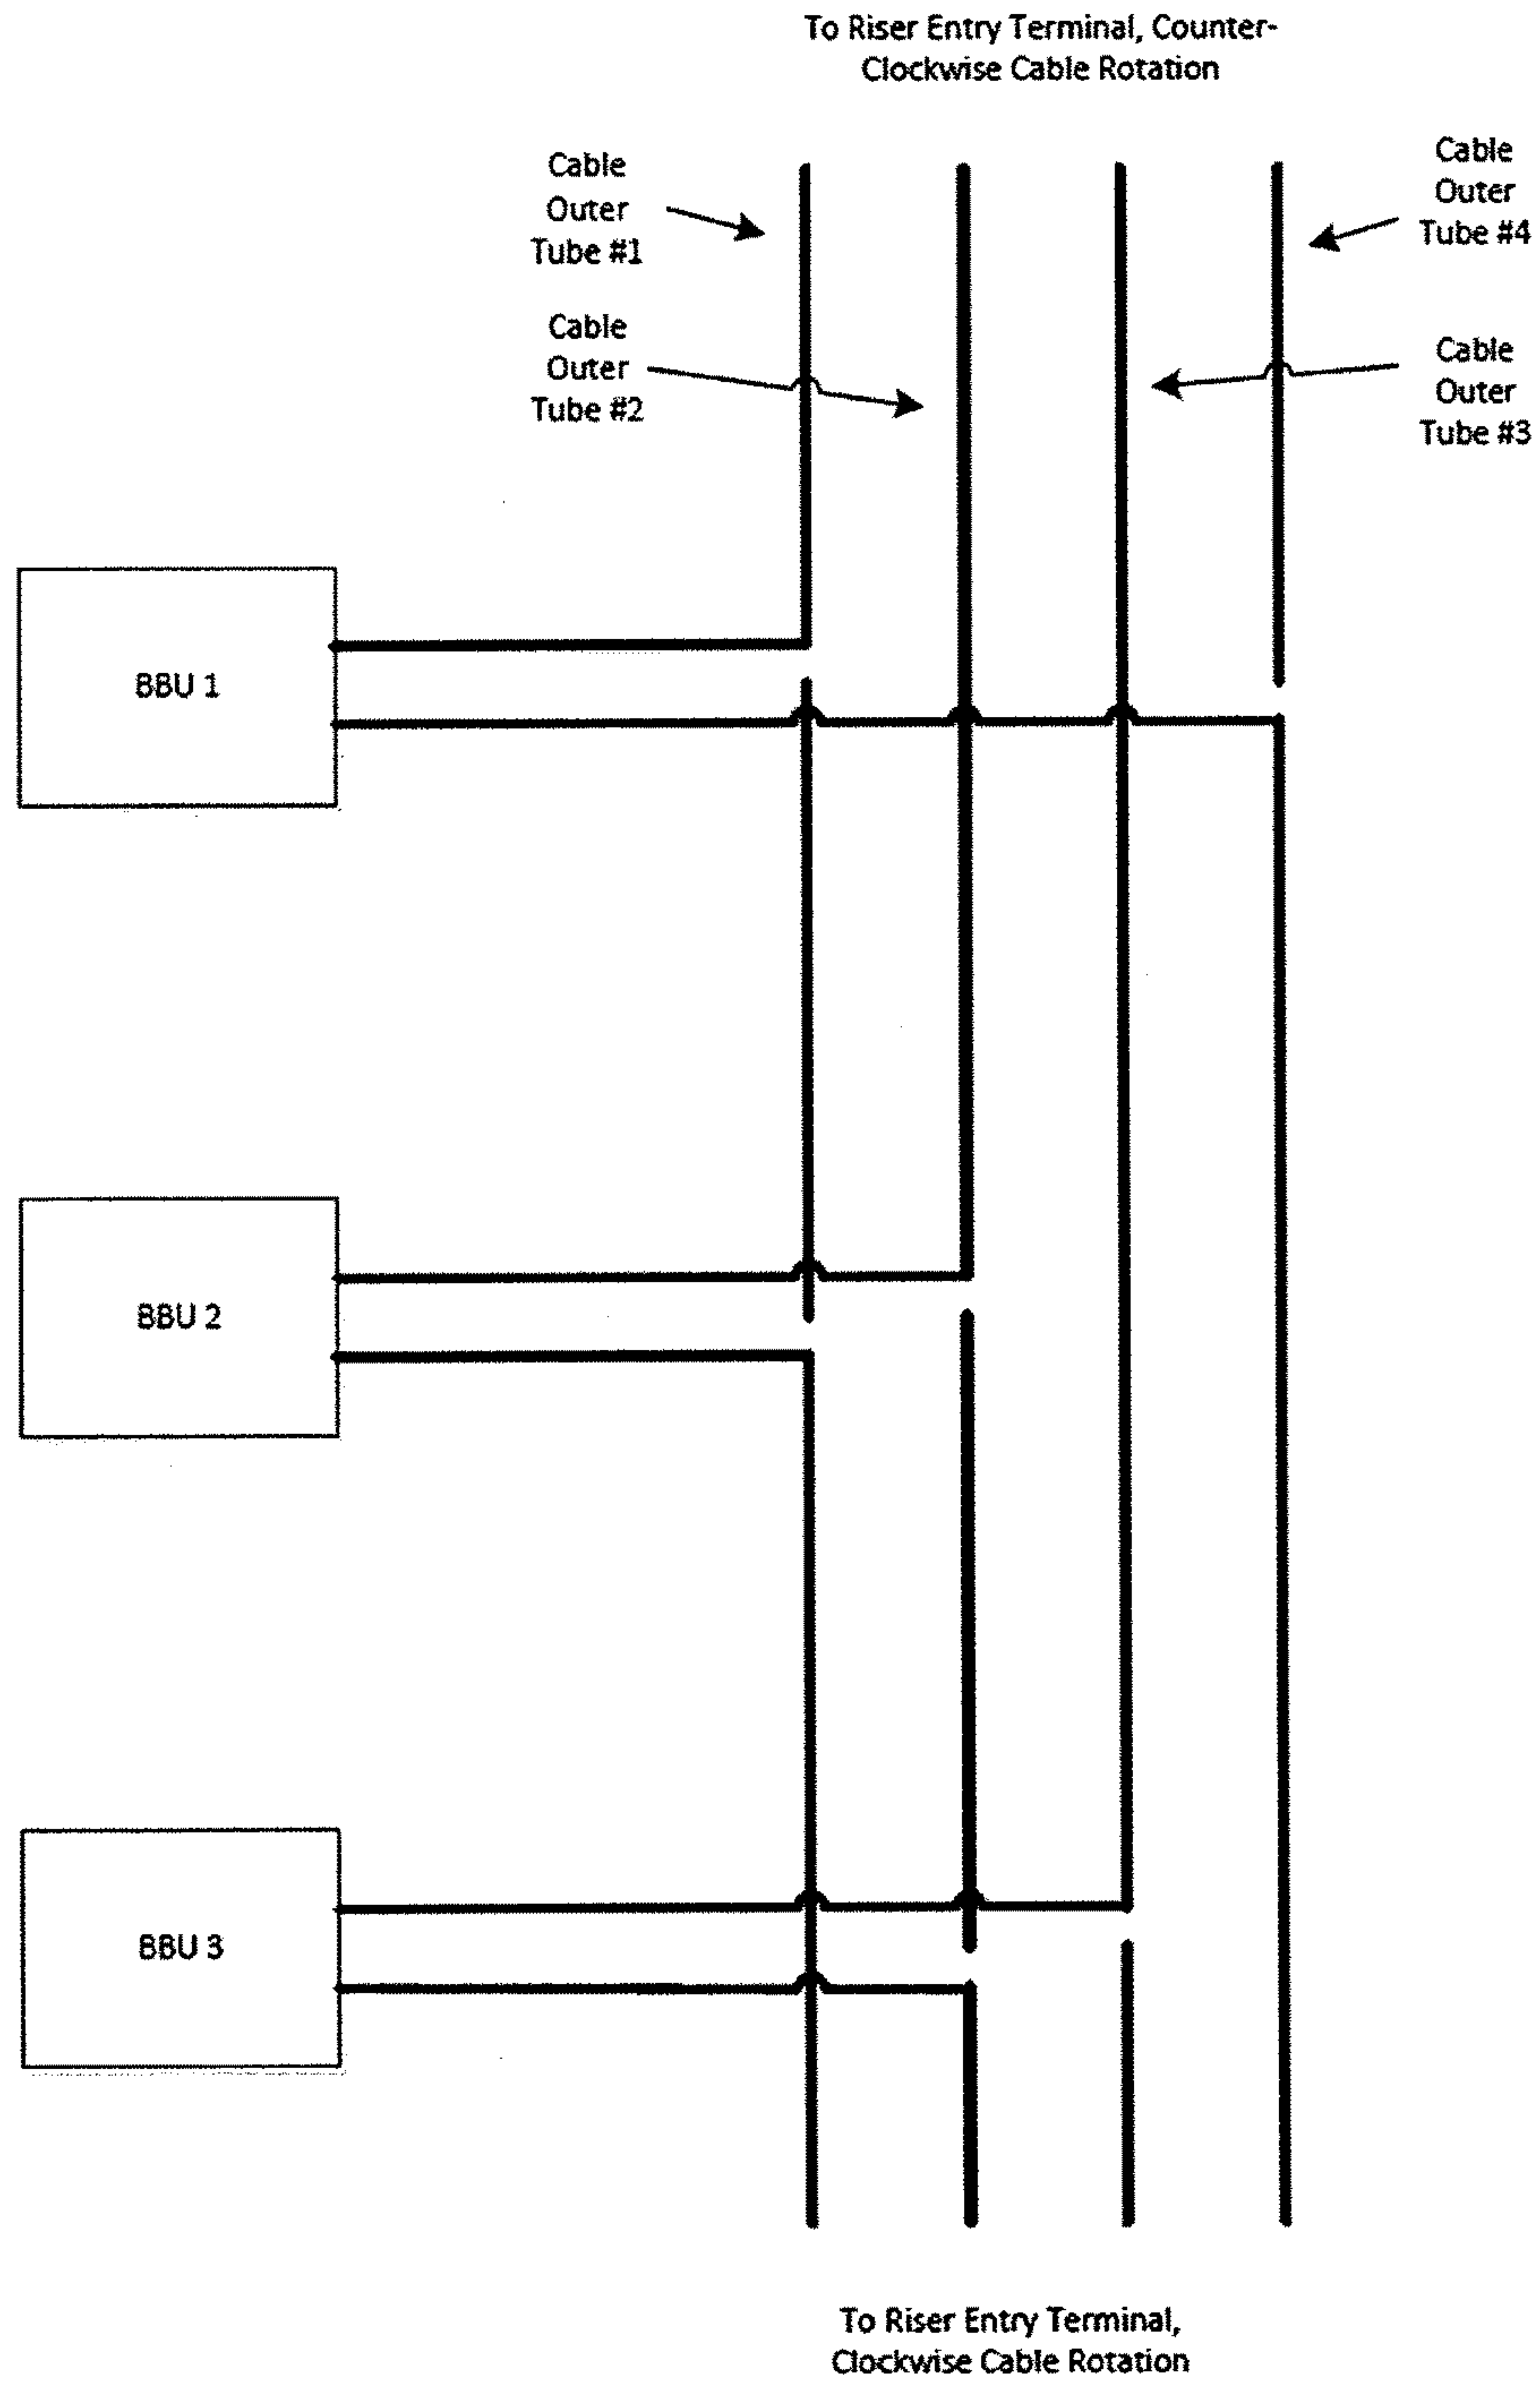 To Riser Entry Terminal, Counter-
Clockwise Cable Rotation
Cable
Outer
Tube #1
Cable
Outer
Tube #4
Cable
Outer
Tube #2
Cable
Outer
Tube #3
BBU 1
BBU 2
BBU 3
To Riser Entry Terminal,
Clockwise Cable Rotation